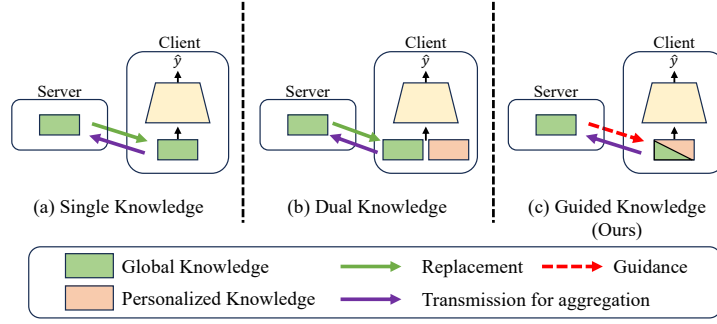 Client
ŷ
Server
(a) Single Knowledge
Client
ŷ
Server
(b) Dual Knowledge
Client
ŷ
Server
(c) Guided Knowledge
(Ours)
Global Knowledge
Replacement
Guidance
Personalized Knowledge
Transmission for aggregation